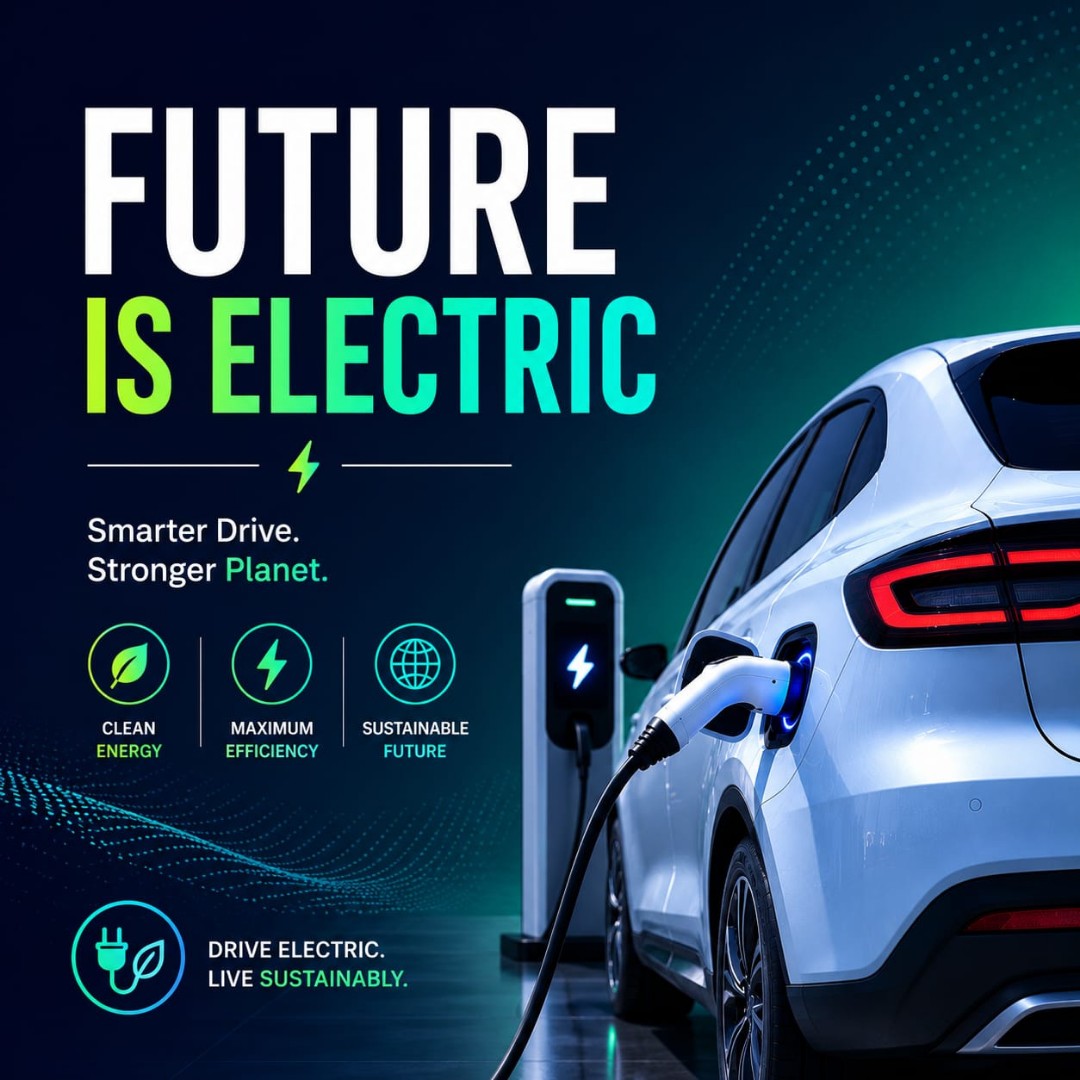 FUTURE
IS ELECTRIC
Smarter Drive.
Stronger Planet.
CLEAN
ENERGY
MAXIMUM
EFFICIENCY
SUSTAINABLE
FUTURE
DRIVE ELECTRIC.
LIVE SUSTAINABLY.